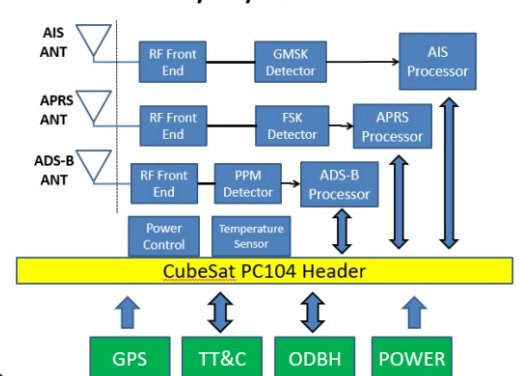 AIS
ANT
RF Front
End
GMSK
Detector
AIS
Processor
APRS
ANT
RF Front
End
FSK
Detector
APRS
Processor
ADS-B
ANT
RF Front
End
PPM
Detector
ADS-B
Processor
Power
Control
Temperature
Sensor
CubeSat PC104 Header
GPS
TT&C
ODBH
POWER